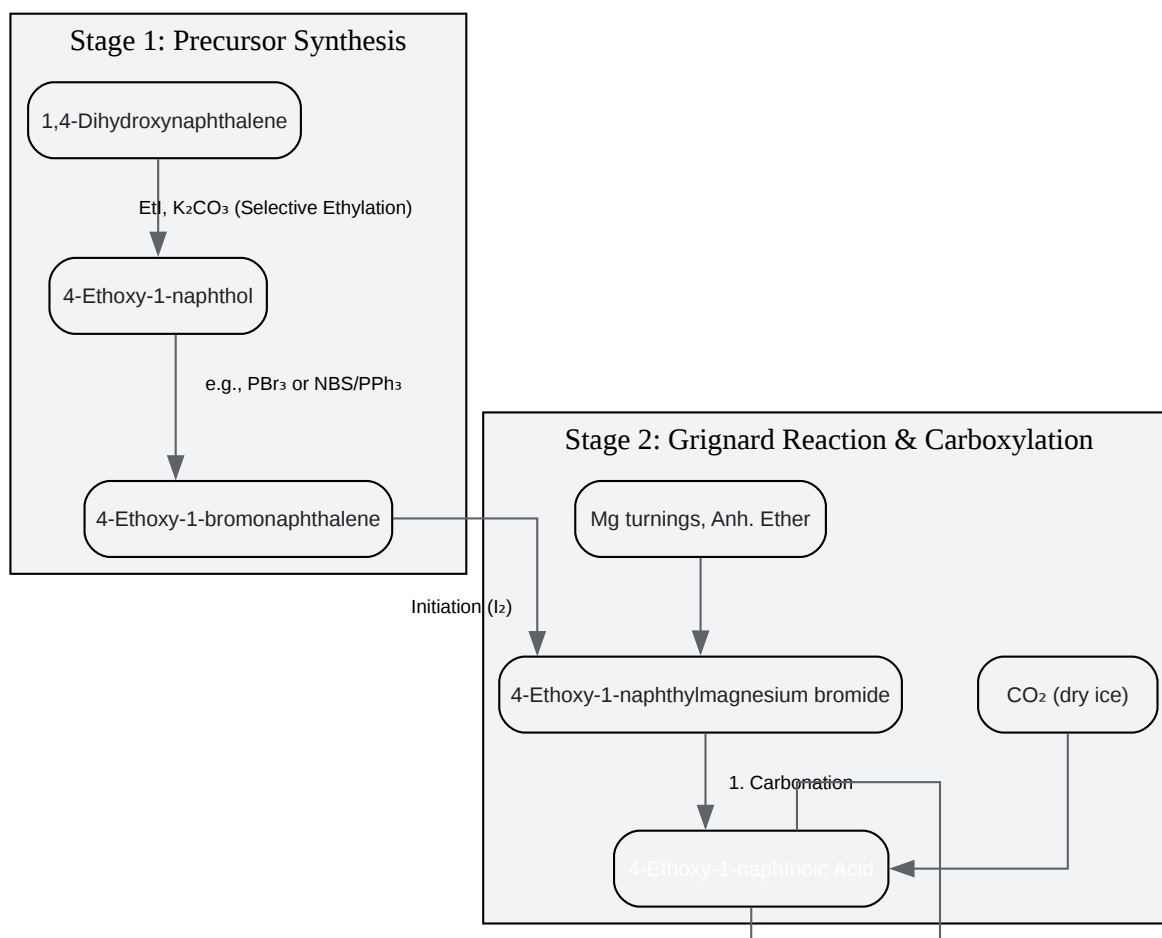 Stage 1: Precursor Synthesis
1,4-Dihydroxynaphthalene
EtI, K₂CO₃ (Selective Ethylation)
4-Ethoxy-1-naphthol
e.g., PBr₃ or NBS/PPh₃
4-Ethoxy-1-bromonaphthalene
Stage 2: Grignard Reaction & Carboxylation
Mg turnings, Anh. Ether
Initiation (I₂)
4-Ethoxy-1-naphthylmagnesium bromide
CO₂ (dry ice)
1. Carbonation
4-Ethoxy-1-naphthoic Acid